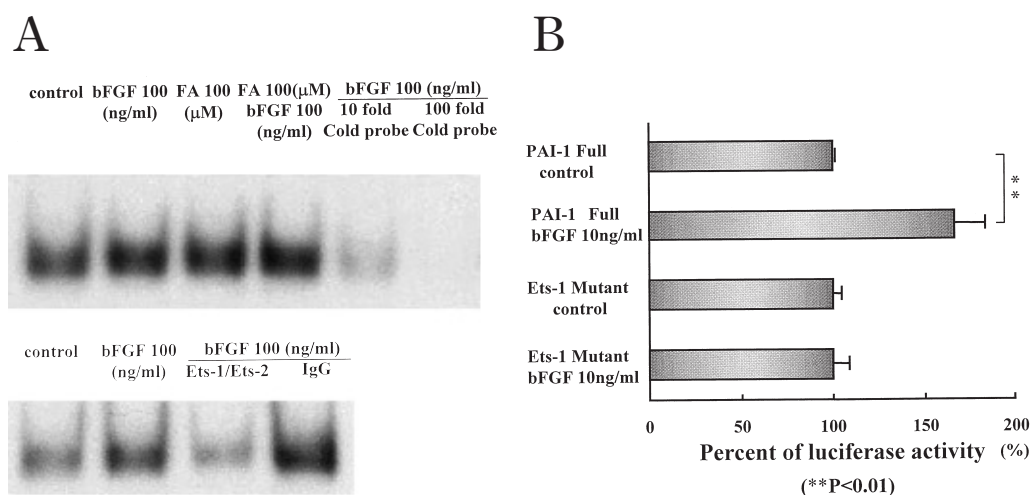 A
control bFGF 100 FA 100 FA 100(μM) bFGF 100 (ng/ml)
(ng/ml) (μM) bFGF 100 10 fold 100 fold
(ng/ml) Cold probe Cold probe
control bFGF 100 bFGF 100 (ng/ml)
(ng/ml) Ets-1/Ets-2 IgG
B
PAI-1 Full
control
PAI-1 Full
bFGF 10ng/ml
Ets-1 Mutant
control
Ets-1 Mutant
bFGF 10ng/ml
**
0 50 100 150 200
Percent of luciferase activity (%)
(**P<0.01)